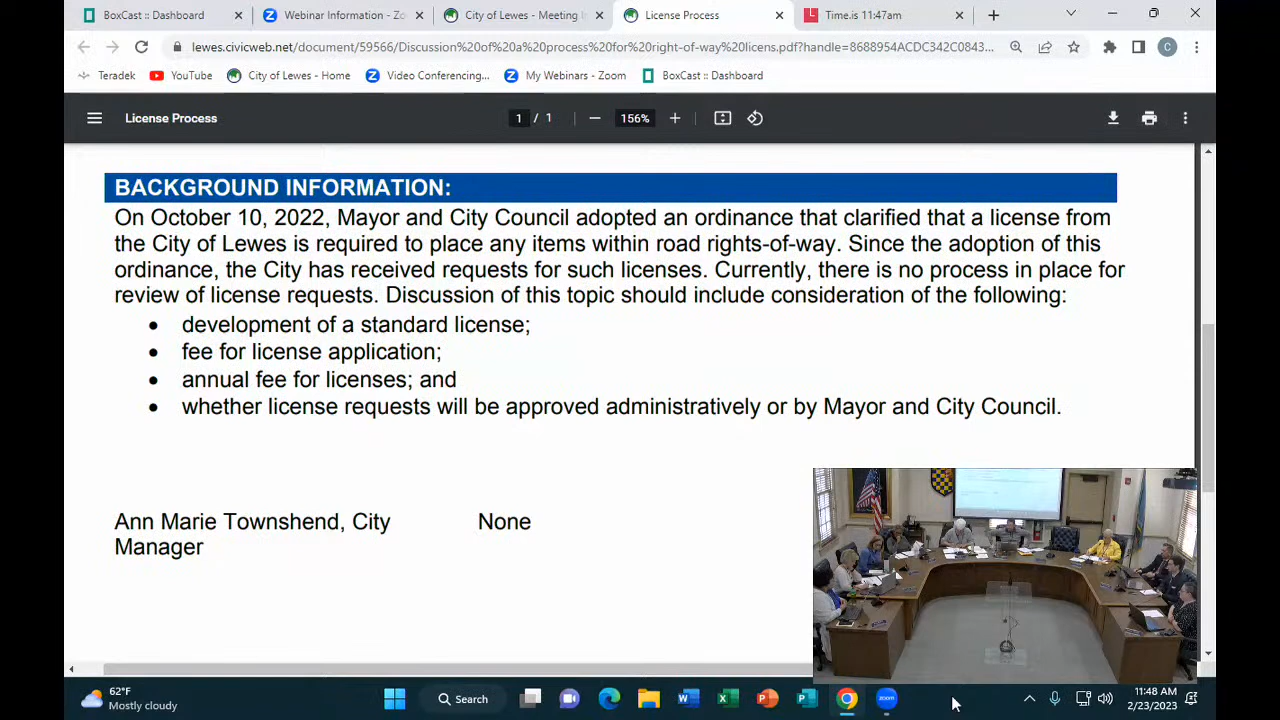 BoxCast :: Dashboard
Webinar Information - Zo
City of Lewes - Meeting
License Process
Time.is 11:47am
lewes.civicweb.net/document/59566/Discussion%20of%20a%20process%20for%20right-of-way%20licens.pdf?handle=8688954ACDC342C0843...
C
Teradek
YouTube
City of Lewes - Home
Video Conferencing...
My Webinars - Zoom
BoxCast :: Dashboard
License Process
1 / 1
156%
BACKGROUND INFORMATION:
On October 10, 2022, Mayor and City Council adopted an ordinance that clarified that a license from
the City of Lewes is required to place any items within road rights-of-way. Since the adoption of this
ordinance, the City has received requests for such licenses. Currently, there is no process in place for
review of license requests. Discussion of this topic should include consideration of the following:
• development of a standard license;
• fee for license application;
• annual fee for licenses; and
• whether license requests will be approved administratively or by Mayor and City Council.
Ann Marie Townshend, City
Manager
None
62°F
Mostly cloudy
Search
zoom
11:48 AM
2/23/2023